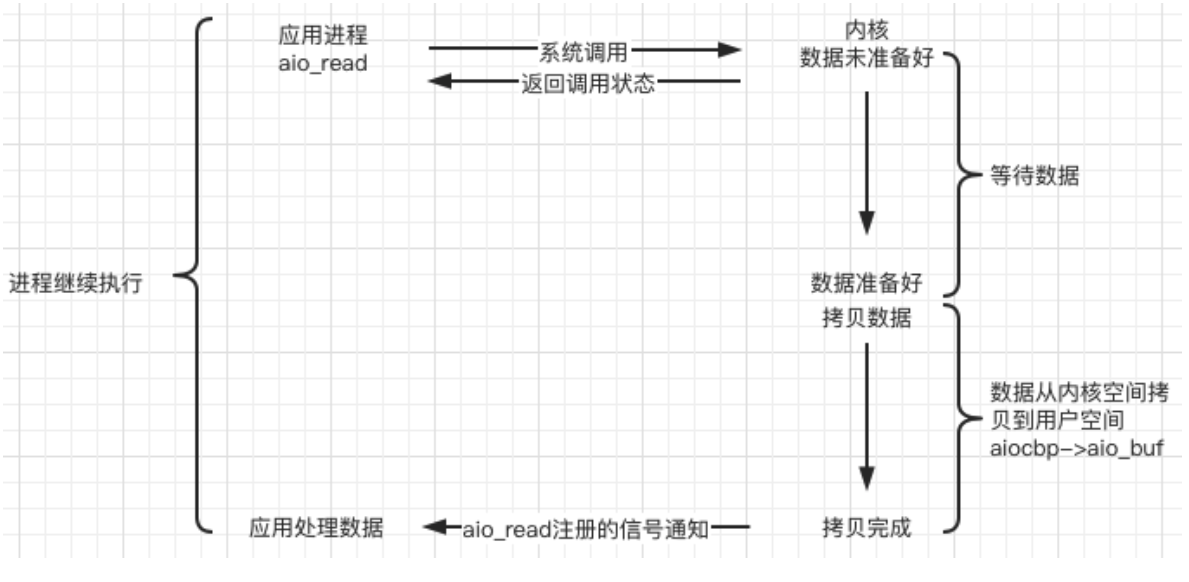 应用进程
aio_read
系统调用
返回调用状态
内核
数据未准备好
等待数据
进程继续执行
数据准备好
拷贝数据
数据从内核空间拷
贝到用户空间
aiocbp->aio_buf
应用处理数据
aio_read注册的信号通知
拷贝完成